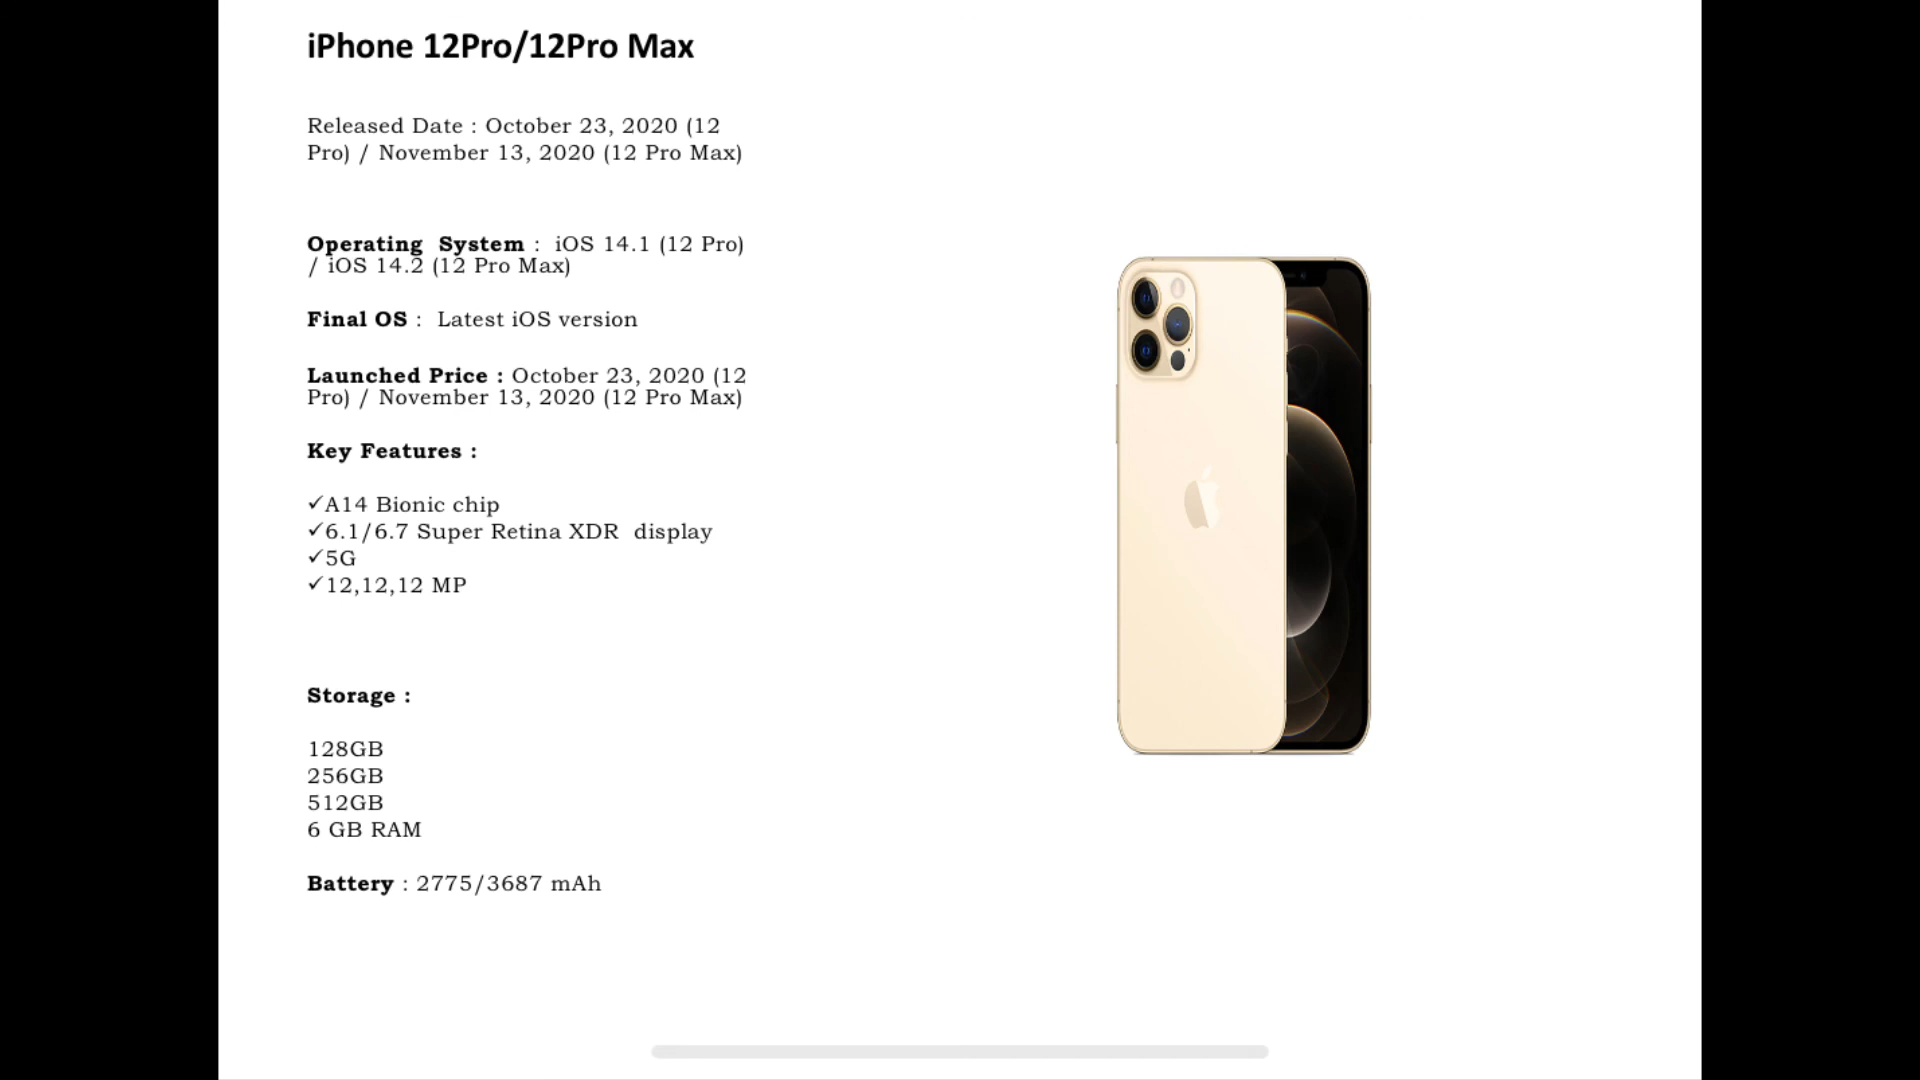 iPhone 12Pro/12Pro Max
Released Date : October 23, 2020 (12
Pro) / November 13, 2020 (12 Pro Max)
Operating System : iOS 14.1 (12 Pro)
/ iOS 14.2 (12 Pro Max)
Final OS : Latest iOS version
Launched Price : October 23, 2020 (12
Pro) / November 13, 2020 (12 Pro Max)
Key Features :
✓A14 Bionic chip
✓6.1/6.7 Super Retina XDR display
✓5G
✓12,12,12 MP
Storage :
128GB
256GB
512GB
6 GB RAM
Battery : 2775/3687 mAh